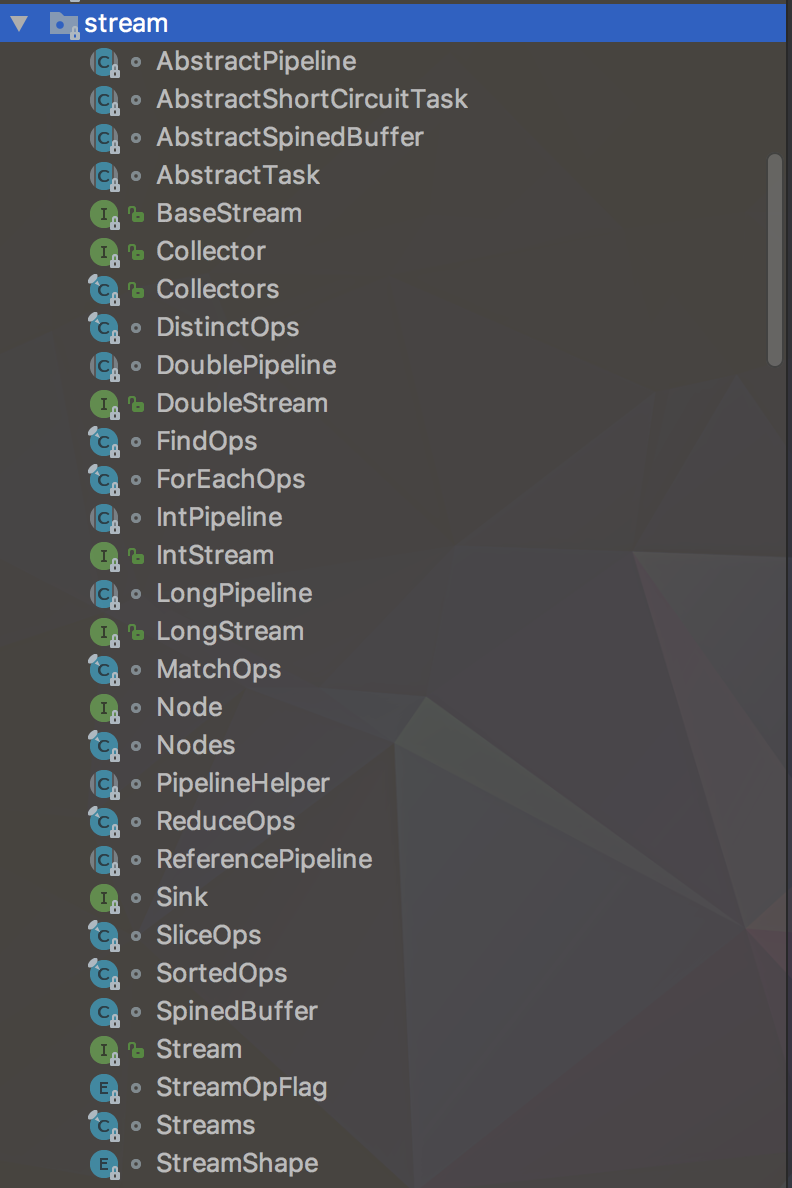 stream
AbstractPipeline
AbstractShortCircuitTask
AbstractSpinedBuffer
AbstractTask
BaseStream
Collector
Collectors
DistinctOps
DoublePipeline
DoubleStream
FindOps
ForEachOps
IntPipeline
IntStream
LongPipeline
LongStream
MatchOps
Node
Nodes
PipelineHelper
ReduceOps
ReferencePipeline
Sink
SliceOps
SortedOps
SpinedBuffer
Stream
StreamOpFlag
Streams
StreamShape